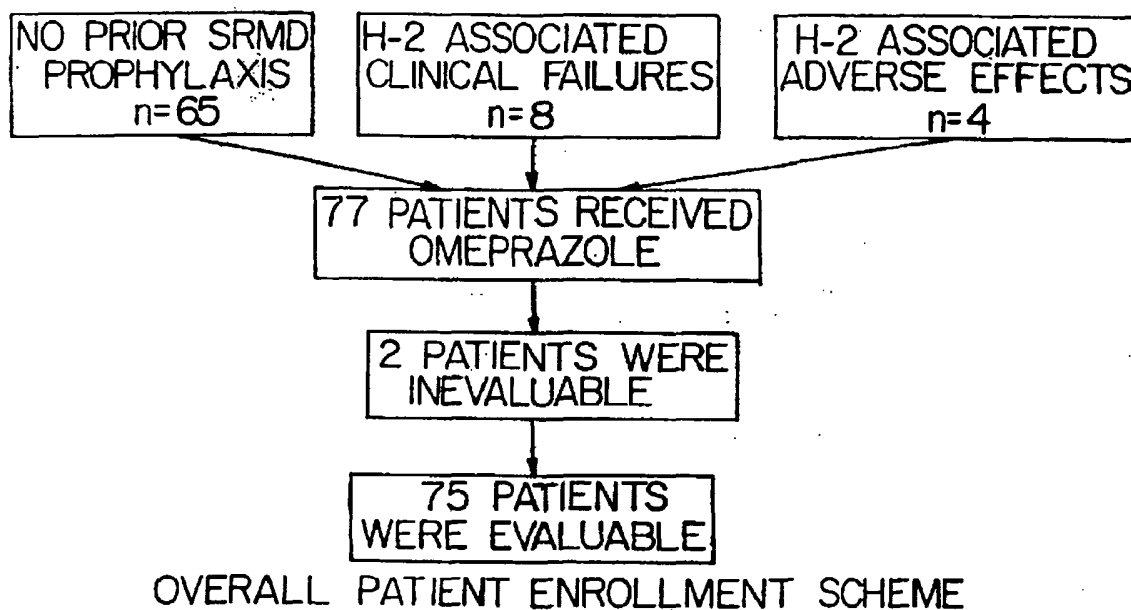 NO PRIOR SRMD
PROPHYLAXIS
n=65
H-2 ASSOCIATED
CLINICAL FAILURES
n=8
H-2 ASSOCIATED
ADVERSE EFFECTS
n=4
77 PATIENTS RECEIVED
OMEPRAZOLE
2 PATIENTS WERE
INEVALUABLE
75 PATIENTS
WERE EVALUABLE
OVERALL PATIENT ENROLLMENT SCHEME